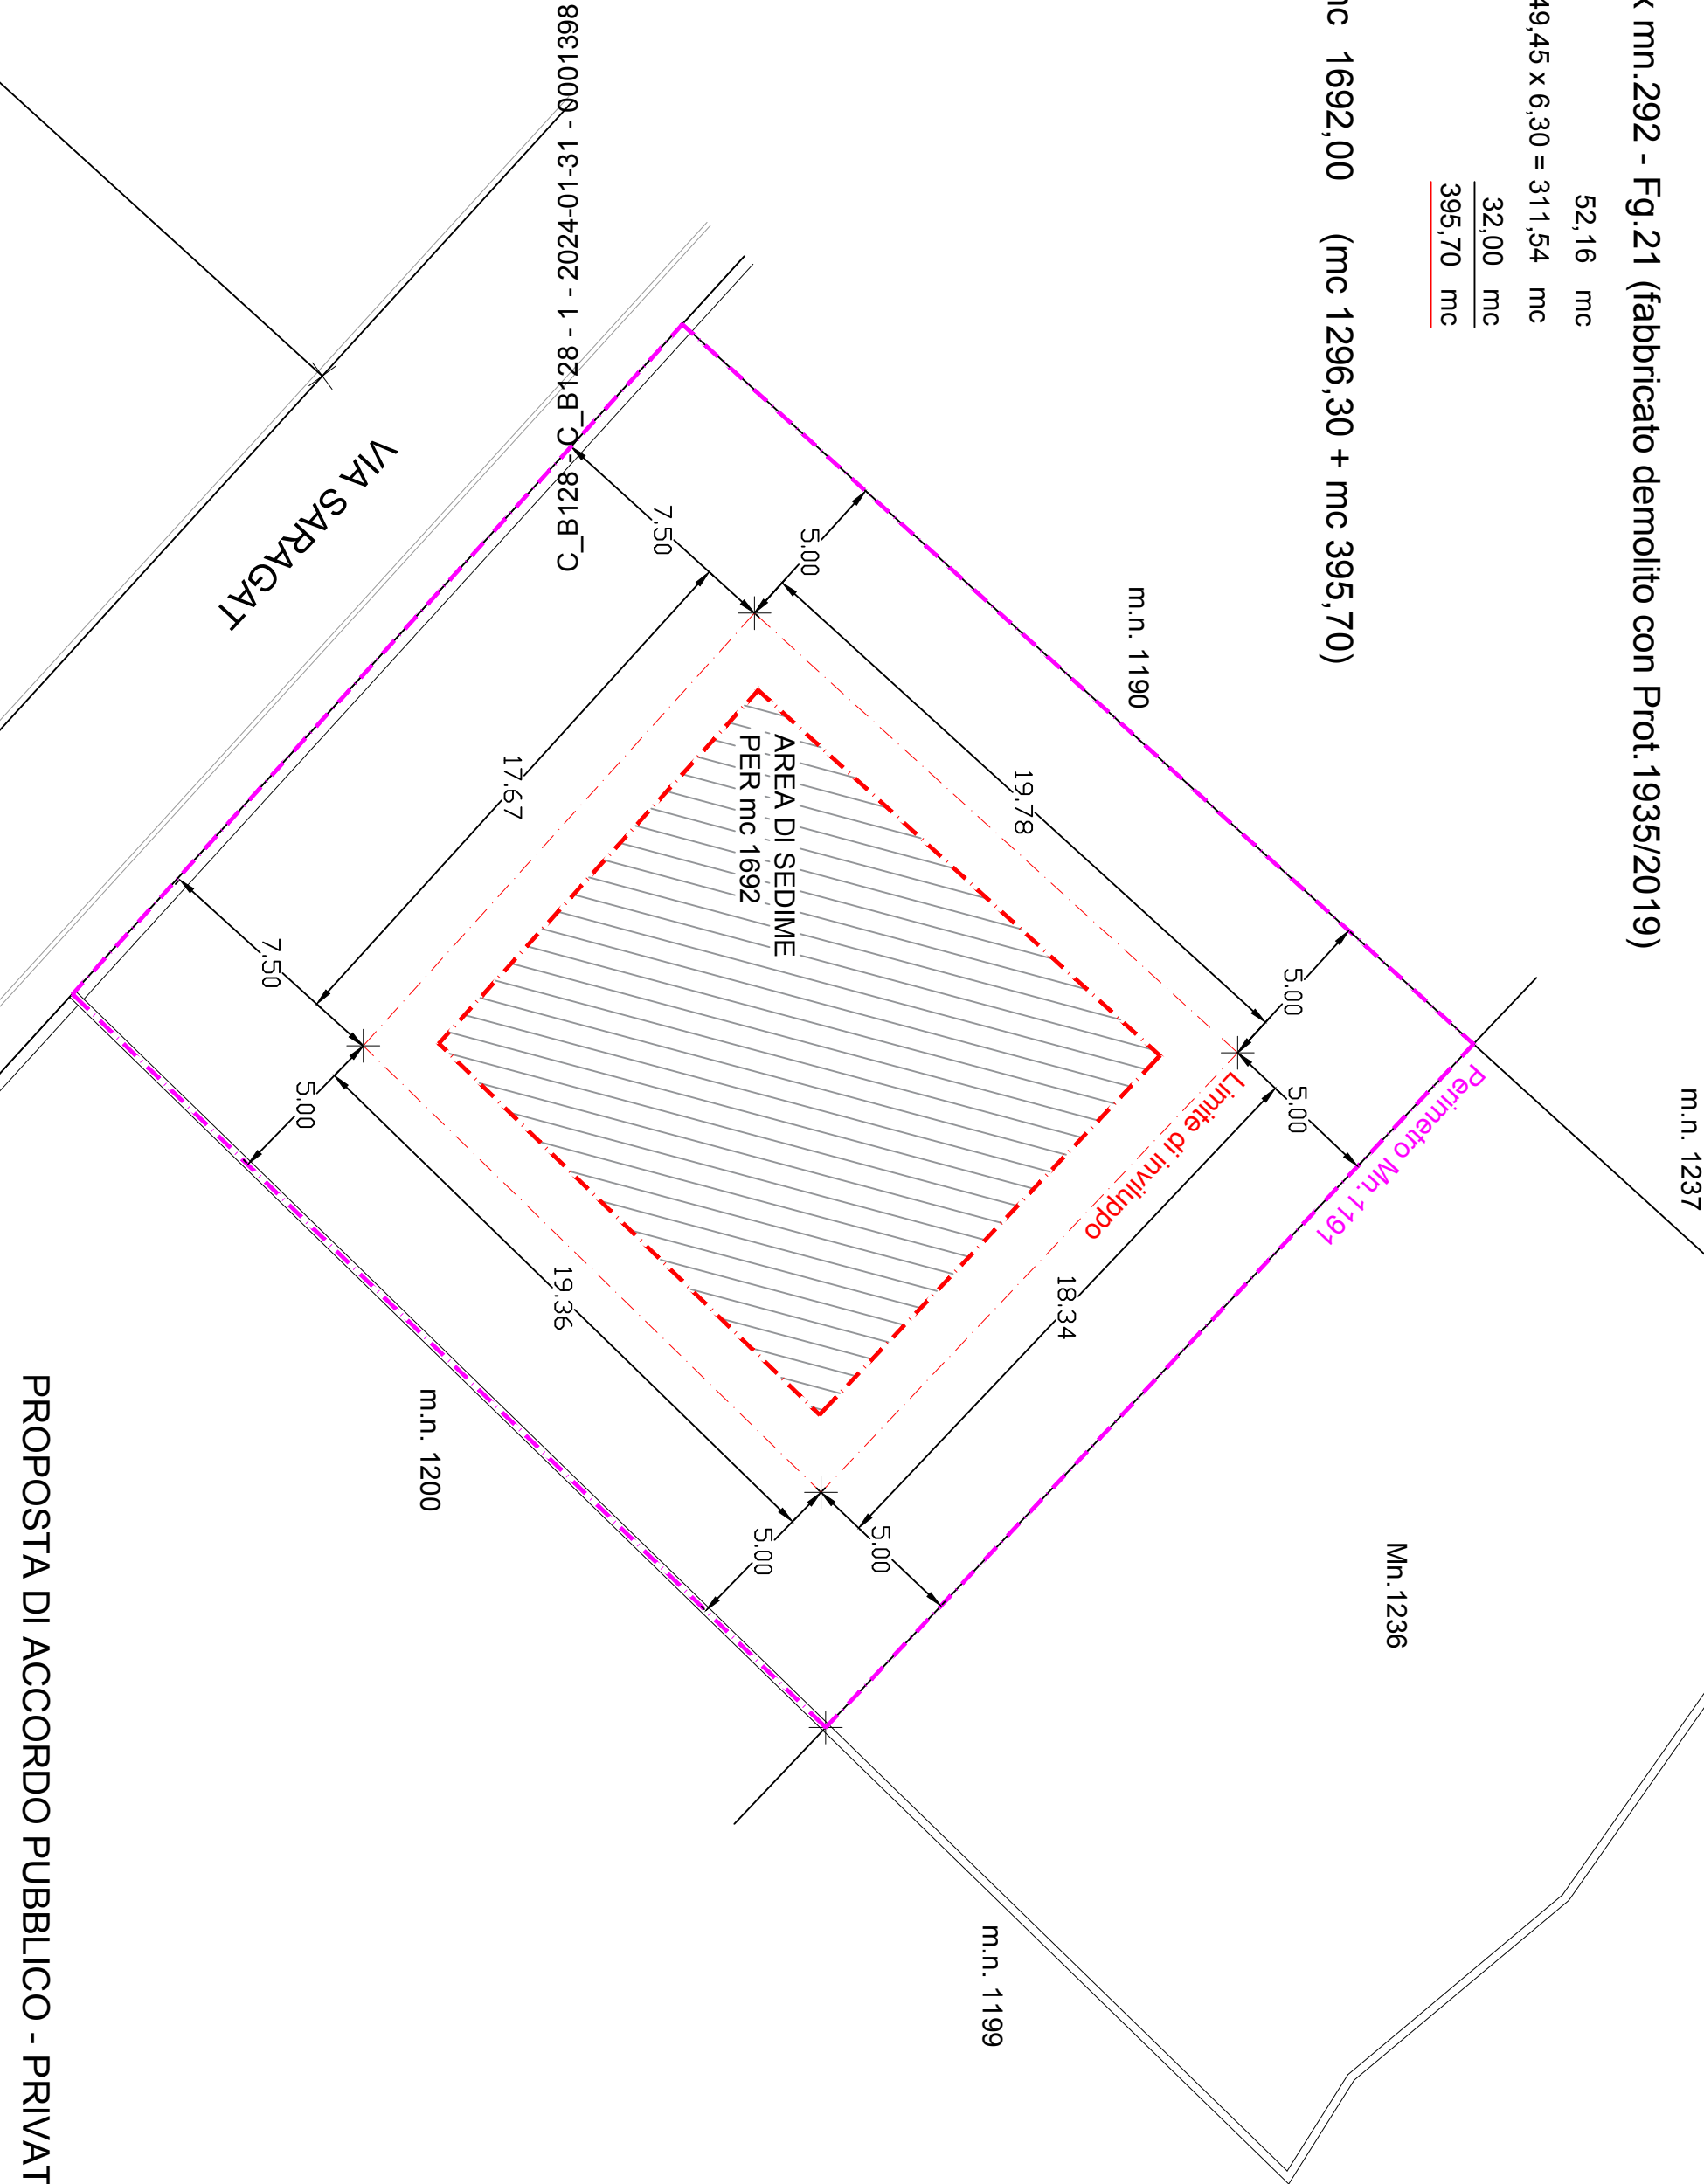 x mn.292 - Fg.21 (fabbricato demolito con Prot.1935/2019)
52,16 mc
49,45 x 6,30 = 311,54 mc
32,00 mc
395,70 mc
mc 1692,00 (mc 1296,30 + mc 395,70)
m.n. 1237
Perimetro Mn.1191
Mn.1236
m.n. 1190
Limite di inviluppo
5,00
5,00
18,34
19,78
m.n. 1199
5,00
5,00
5,00
AREA DI SEDIME
PER mc 1692
7,50
19,36
17,67
C_B128 - C_B128 - 1 - 2024-01-31 - 0001398
m.n. 1200
VIA SARAGAT
5,00
7,50
PROPOSTA DI ACCORDO PUBBLICO - PRIVAT